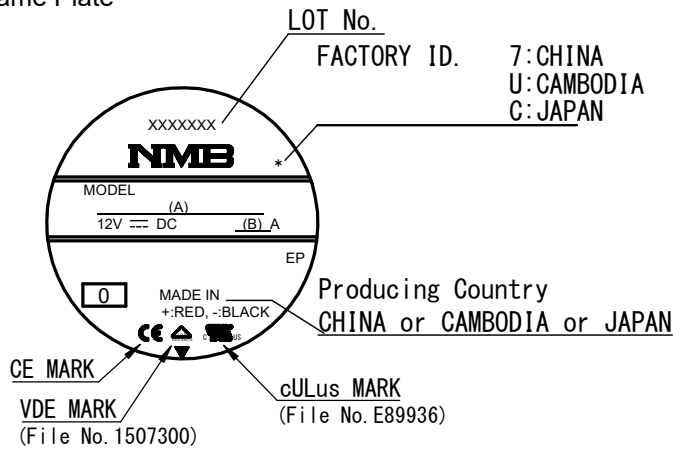 LOT No.
FACTORY ID. 7:CHINA
U:CAMBODIA
C:JAPAN
XXXXXXX
NMB
*
MODEL
(A)
12V DC (B) A
EP
0
MADE IN
+:RED, -:BLACK
Producing Country
CHINA or CAMBODIA or JAPAN
CE
c US
CE MARK
VDE MARK
(File No.1507300)
cULus MARK
(File No.E89936)